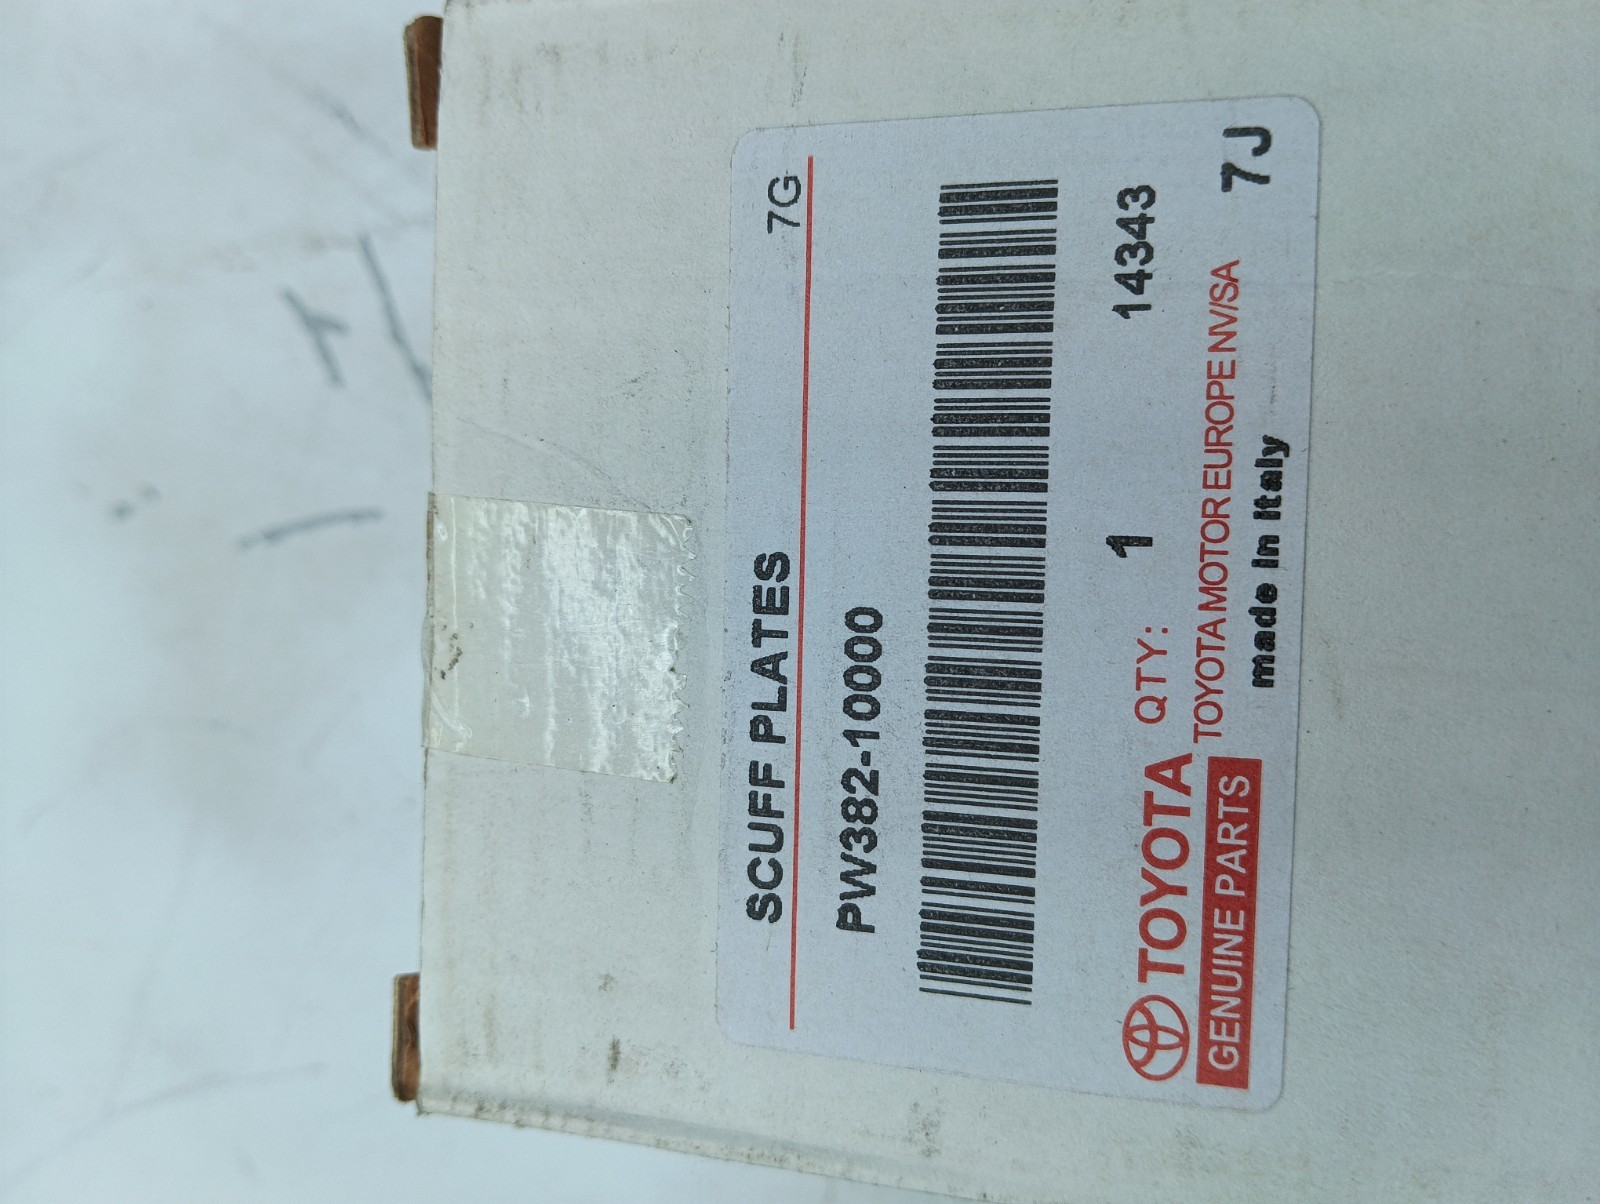 SCUFF PLATES 7G
PW382-10000
QTY: 1 14343
TOYOTA
GENUINE PARTS
TOYOTA MOTOR EUROPE NV/SA
made in Italy 7J